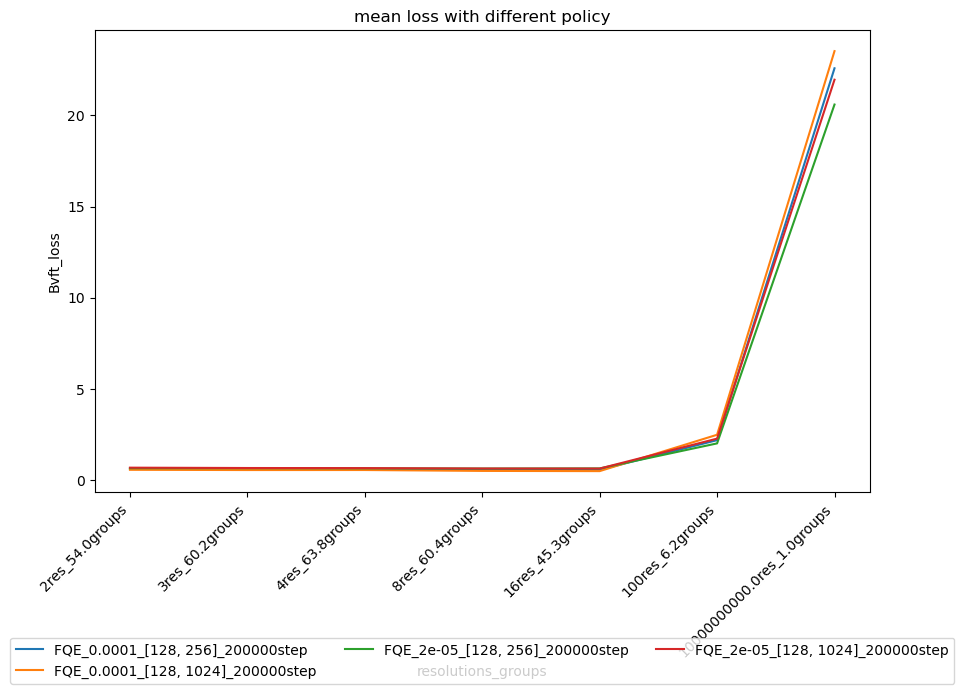 mean loss with different policy
Bvft_loss
20
15
10
5
0
2res_54.0groups
3res_60.2groups
4res_63.8groups
8res_60.4groups
16res_45.3groups
100res_6.2groups
FQE_0.0001_[128, 256]_200000step
FQE_2e-05_[128, 256]_200000step
FQE_2e-05_[128, 1024]_200000step
FQE_0.0001_[128, 1024]_200000step
resolutions_groups